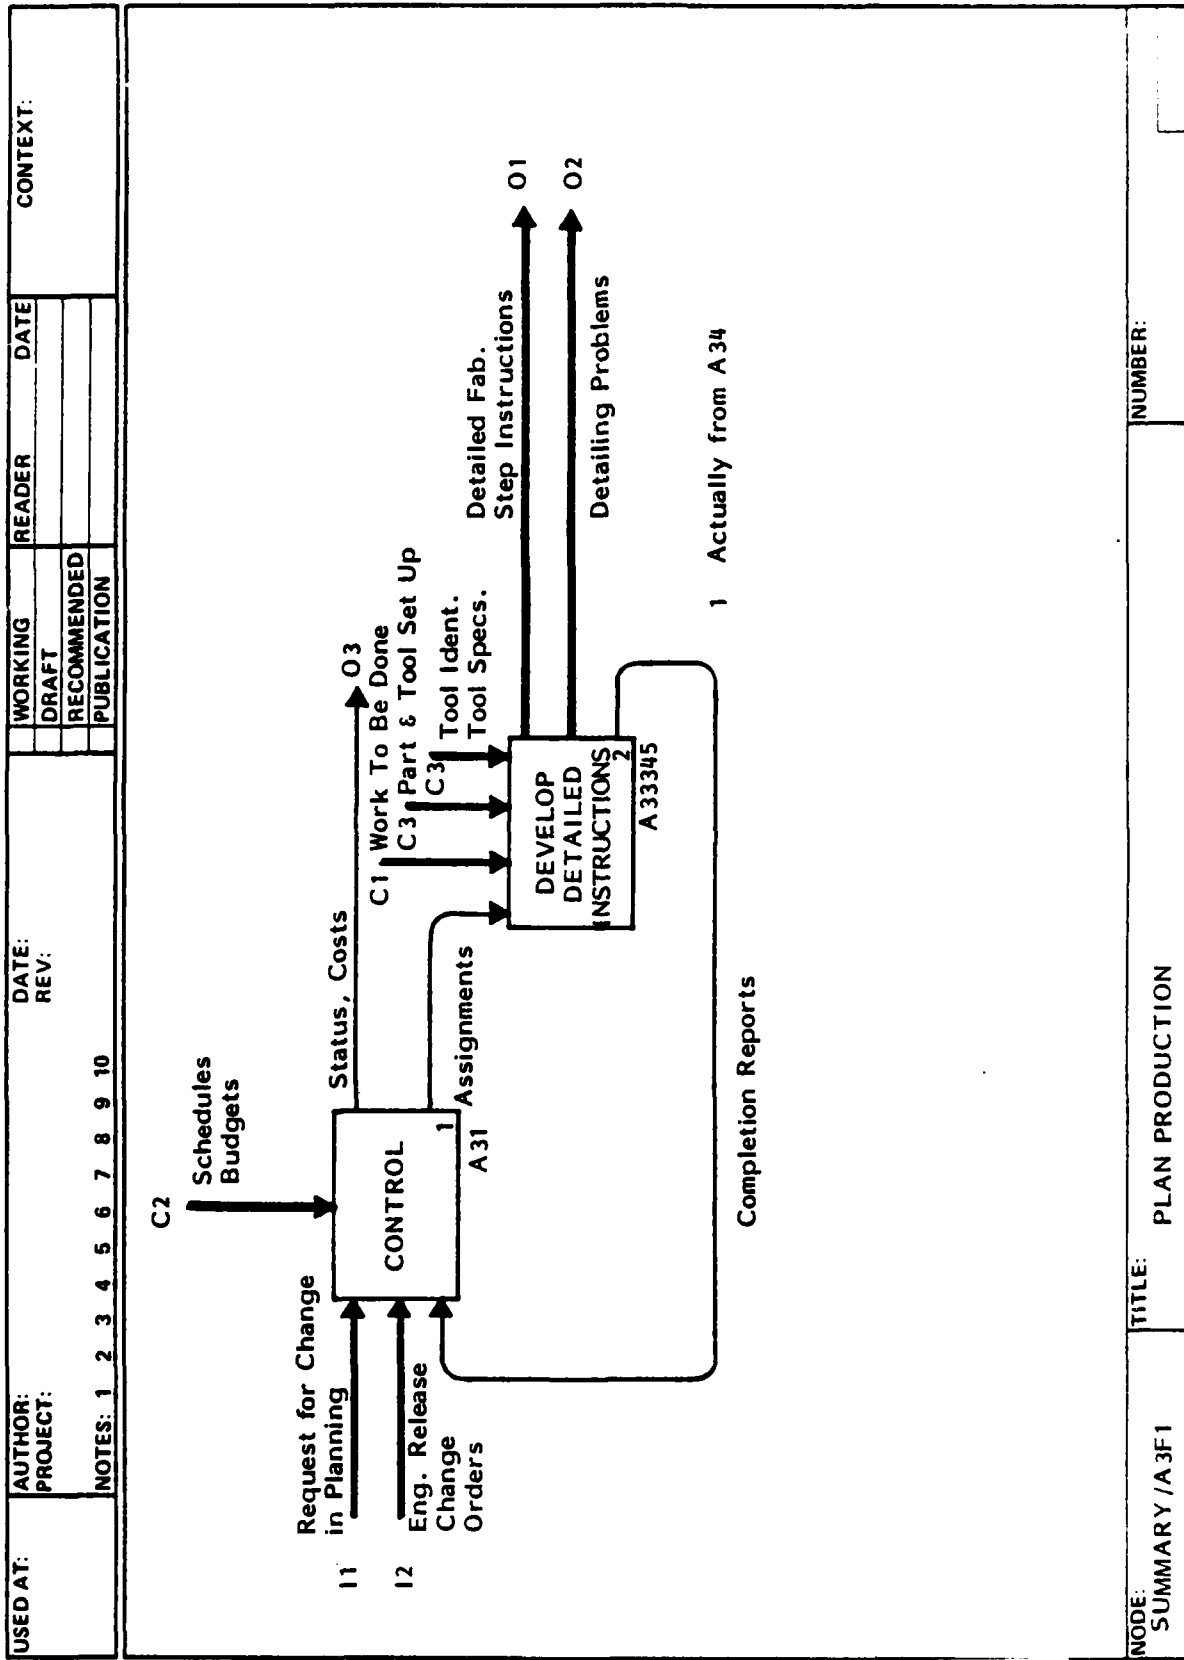 USED AT:
AUTHOR:
PROJECT:
NOTES: 1 2 3 4 5 6 7 8 9 10
DATE:
REV:
WORKING
DRAFT
RECOMMENDED
PUBLICATION
READER
DATE
CONTEXT:
C2
Schedules
Budgets
I1
Request for Change
in Planning
I2
Eng. Release
Change
Orders
CONTROL
1
A31
Status, Costs
O3
Assignments
C1 Work To Be Done
C3 Part & Tool Set Up
C3 Tool Ident.
Tool Specs.
DEVELOP
DETAILED
INSTRUCTIONS
2
A33345
Detailed Fab.
Step Instructions
O1
O2
Detailing Problems
1 Actually from A34
Completion Reports
NODE:
SUMMARY/A3F1
TITLE:
PLAN PRODUCTION
NUMBER: